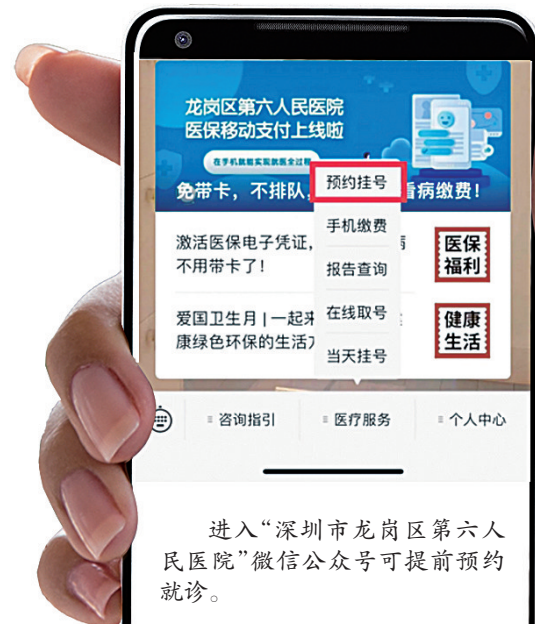 龙岗区第六人民医院
医保移动支付上线啦
在手机就能实现就医全过程
免带卡，不排队，
看病缴费！
预约挂号
手机缴费
报告查询
在线取号
当天挂号
激活医保电子凭证，
病
不用带卡了！
医保
福利
爱国卫生月|一起来
康绿色环保的生活方
健康
生活
咨询指引
医疗服务
个人中心
进入“深圳市龙岗区第六人
民医院”微信公众号可提前预约
就诊。